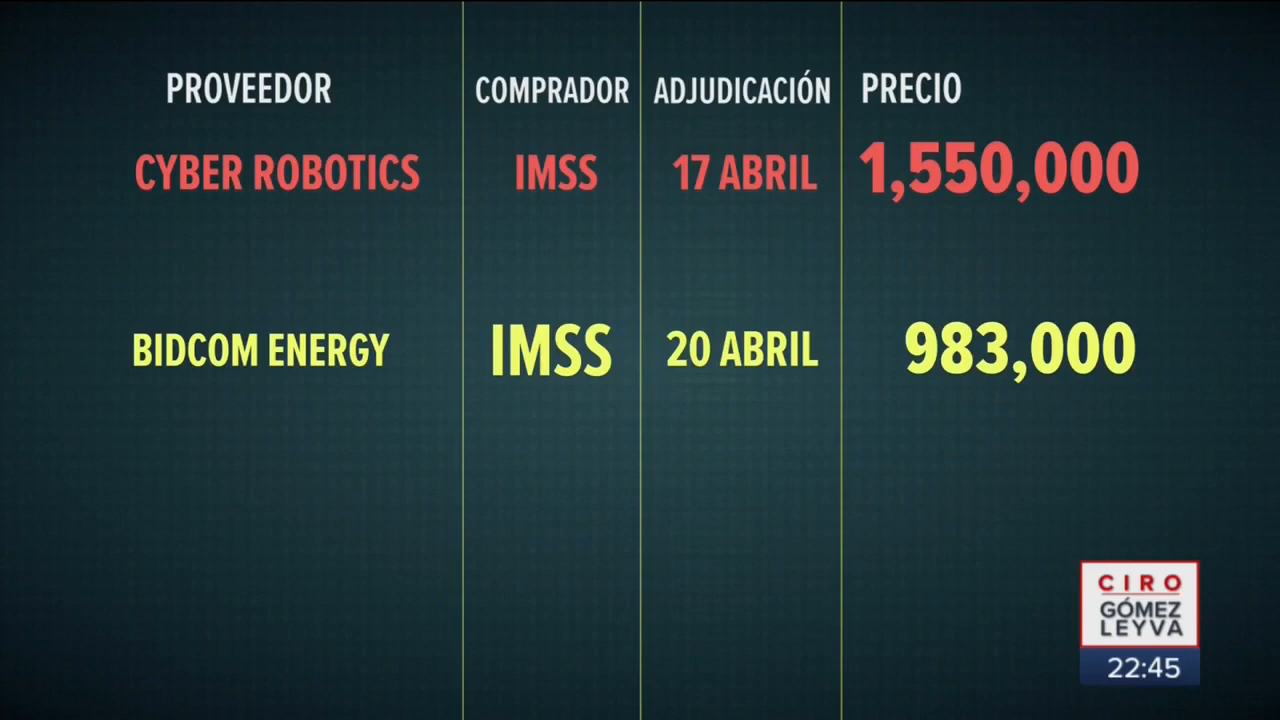 PROVEEDOR COMPRADOR ADJUDICACIÓN PRECIO
CYBER ROBOTICS IMSS 17 ABRIL 1,550,000
BIDCOM ENERGY IMSS 20 ABRIL 983,000
CIRO
GÓMEZ
LEYVA
22:45